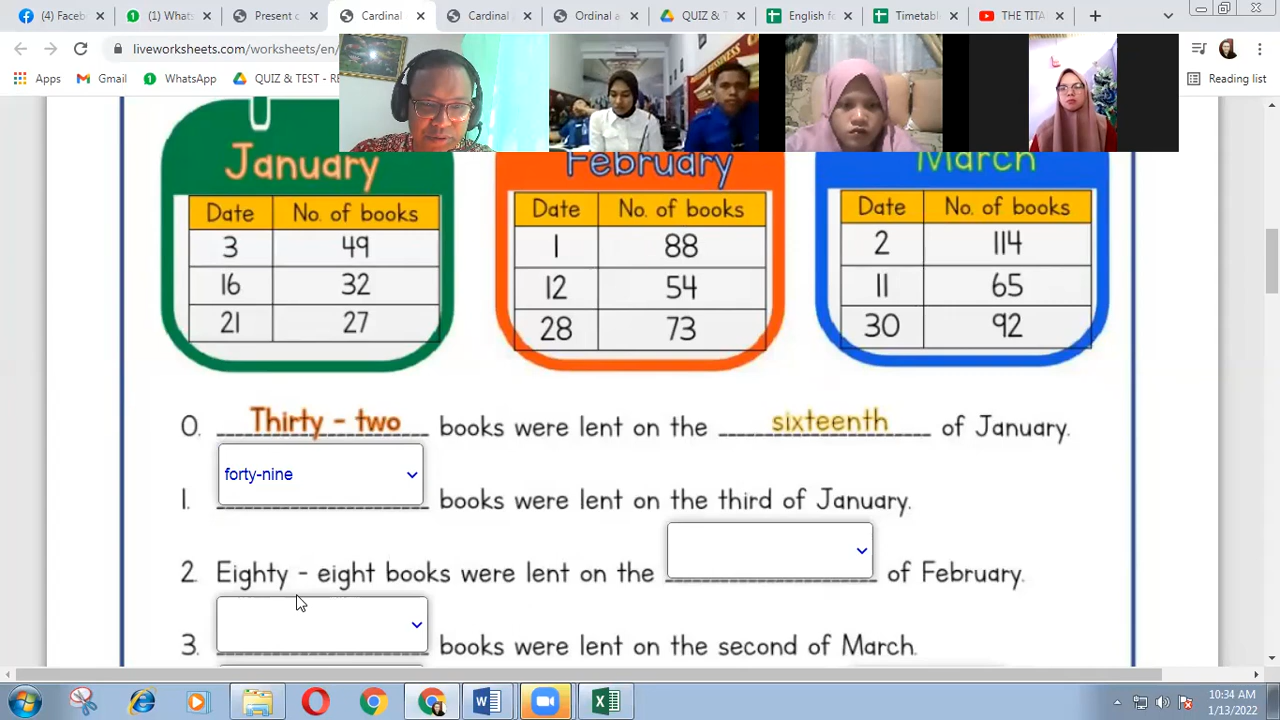 (4) Faceb
(1) Whats
Present c
Cardinal
Cardinal
Ordinal a
QUIZ & T
English fo
Timetabl
THE TITA
liveworksheets.com/worksheets/en/
Apps
Gmail
WhatsApp
QUIZ & TEST - RE
Reading list
January
Date No. of books
3 49
16 32
21 27
February
Date No. of books
1 88
12 54
28 73
March
Date No. of books
2 114
11 65
30 92
0. Thirty - two books were lent on the sixteenth of January.
forty-nine
1. books were lent on the third of January.
2. Eighty - eight books were lent on the of February.
3. books were lent on the second of March.
10:34 AM
1/13/2022